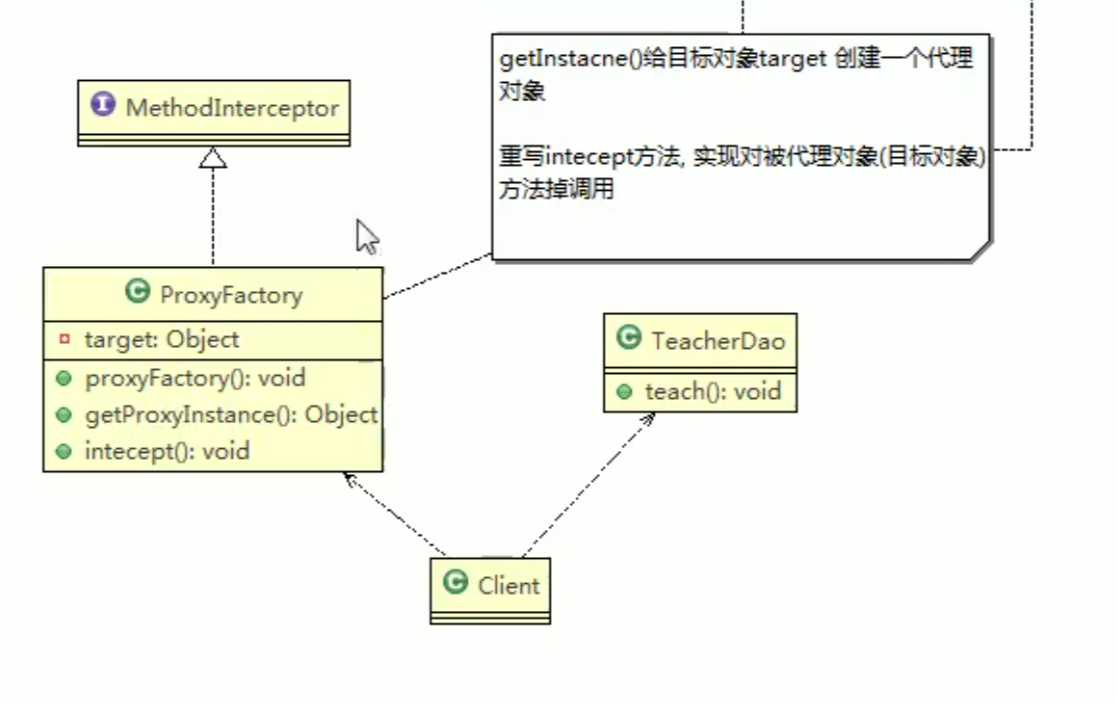 getInstacne()给目标对象target 创建一个代理
对象
重写intecept方法, 实现对被代理对象(目标对象)
方法掉调用
MethodInterceptor
ProxyFactory
target: Object
proxyFactory(): void
getProxyInstance(): Object
intecept(): void
TeacherDao
teach(): void
Client